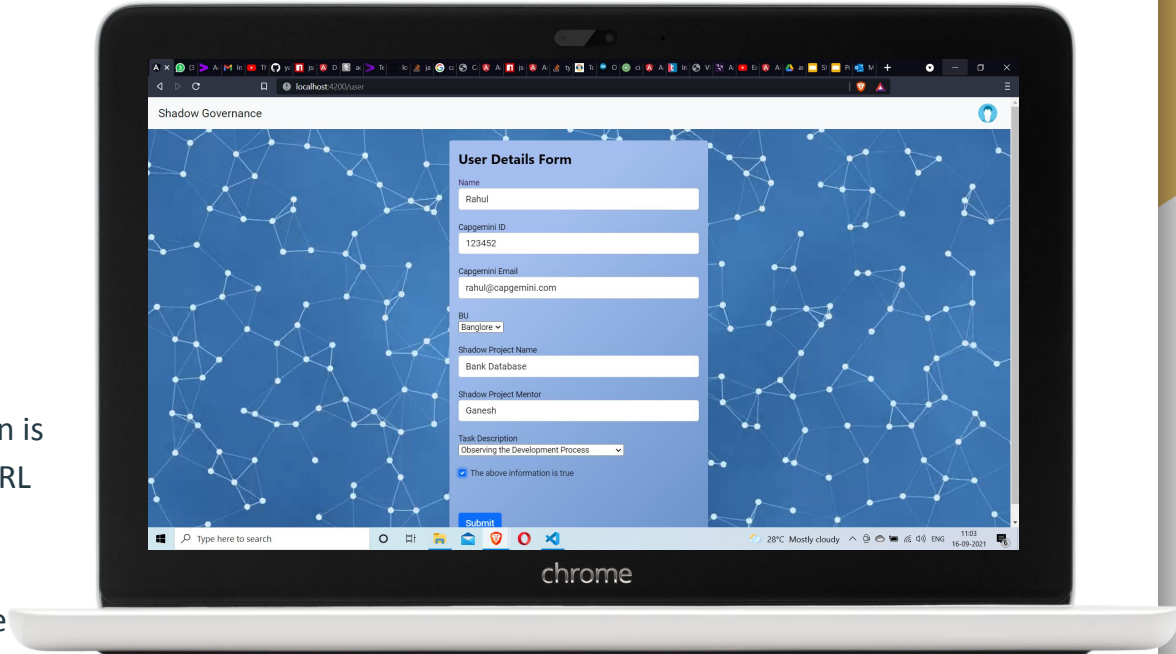 localhost:4200/user
Shadow Governance
User Details Form
Name
Rahul
Capgemini ID
123452
Capgemini Email
rahul@capgemini.com
BU
Banglore
Shadow Project Name
Bank Database
Shadow Project Mentor
Ganesh
Task Description
Observing the Development Process
The above information is true
Submit
n is
RL
e
Type here to search
28°C Mostly cloudy
ENG
11:03
16-09-2021
6
chrome